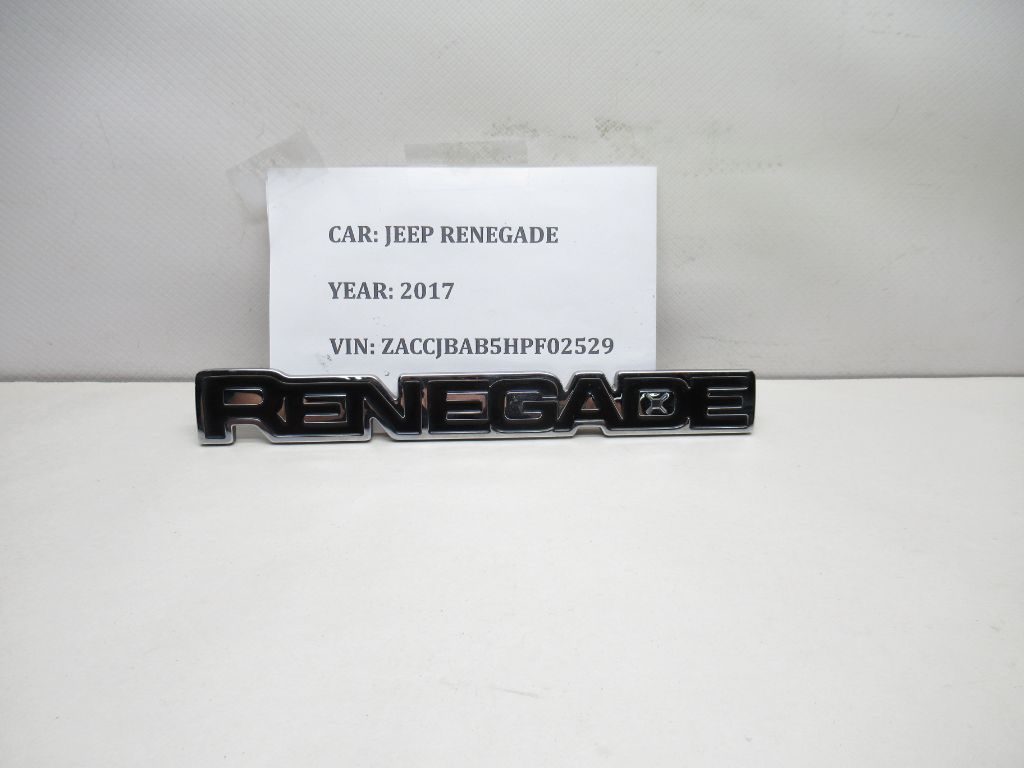 CAR: JEEP RENEGADE
YEAR: 2017
VIN: ZACCJBAB5HPF02529
RENEGADE